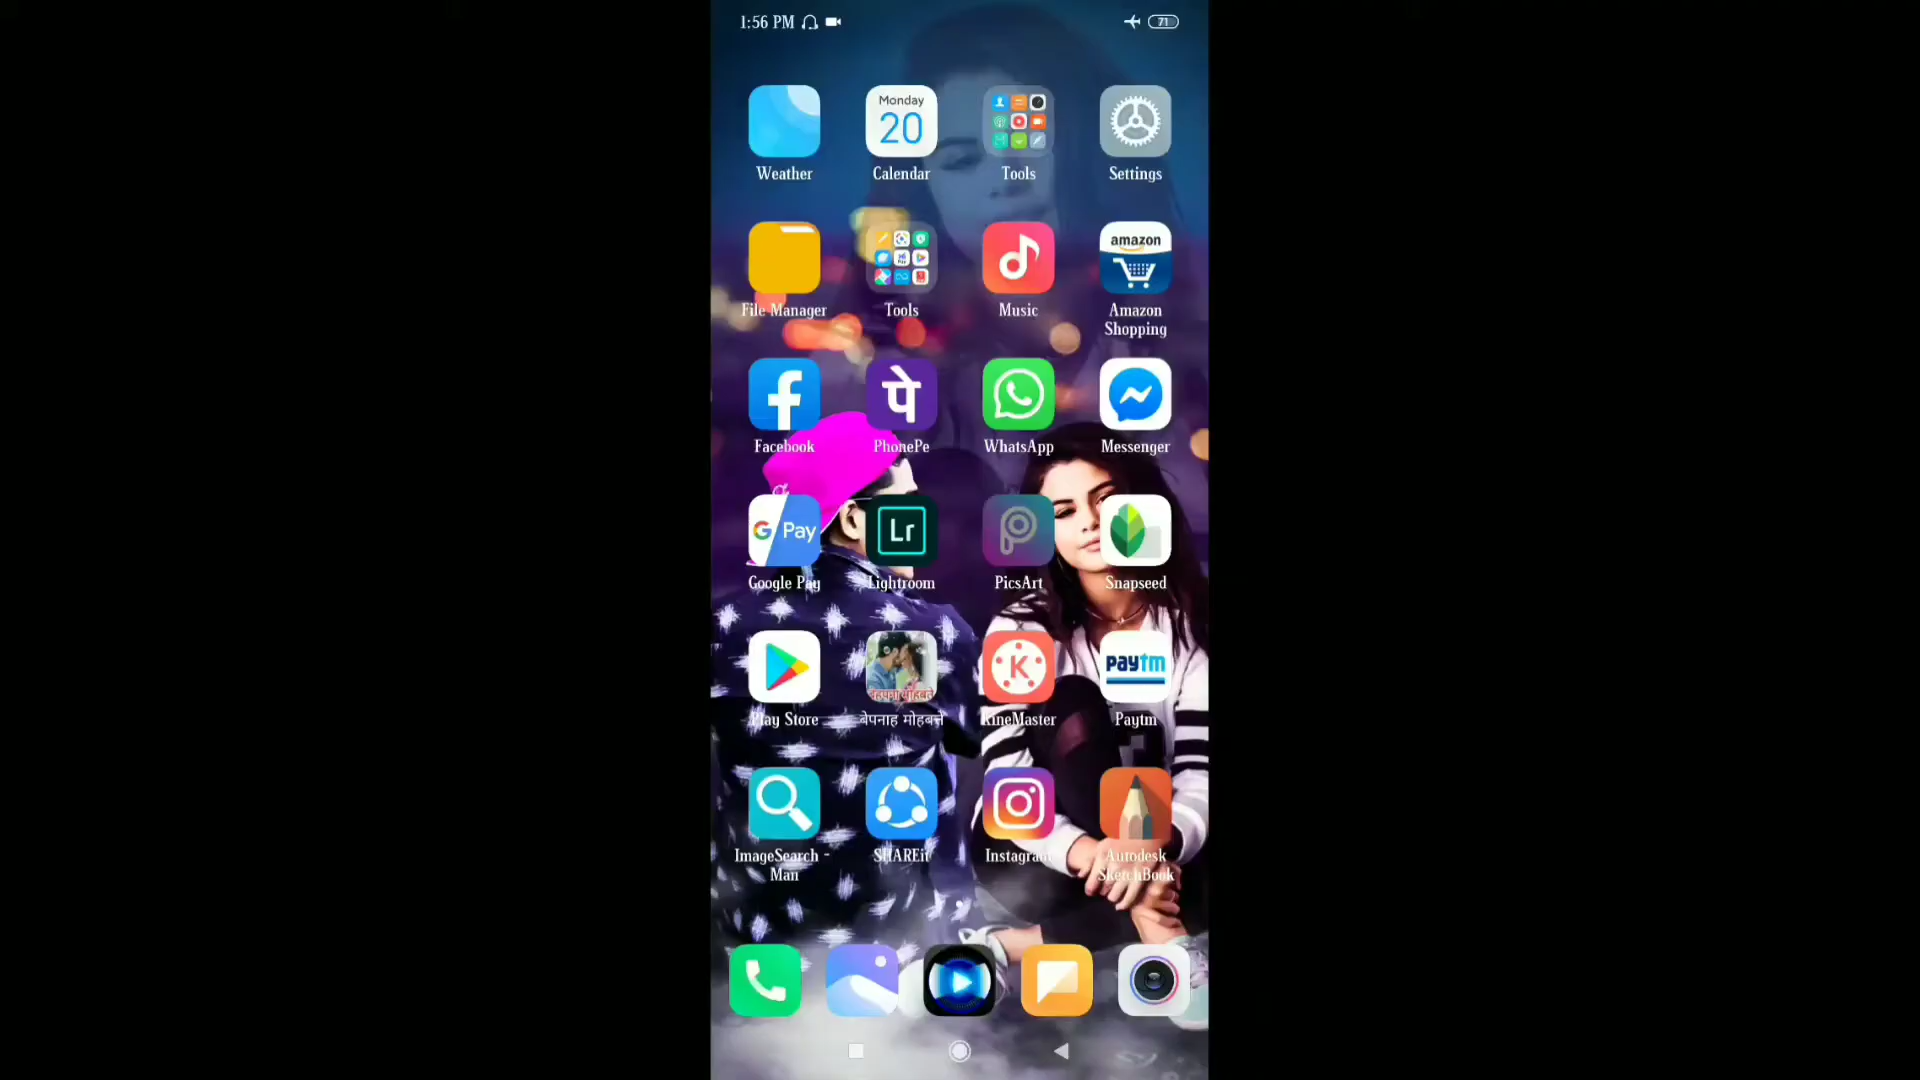 1:56 PM
71
Monday
20
Weather
Calendar
Tools
Settings
amazon
File Manager
Tools
Music
Amazon
Shopping
पे
Facebook
PhonePe
WhatsApp
Messenger
G Pay
Lr
Google Pay
Lightroom
PicsArt
Snapseed
K
paytm
बेपनाह मोहबत्ते
Play Store
KineMaster
Paytm
ImageSearch -
Man
SHAREit
Instagram
Autodesk
SketchBook